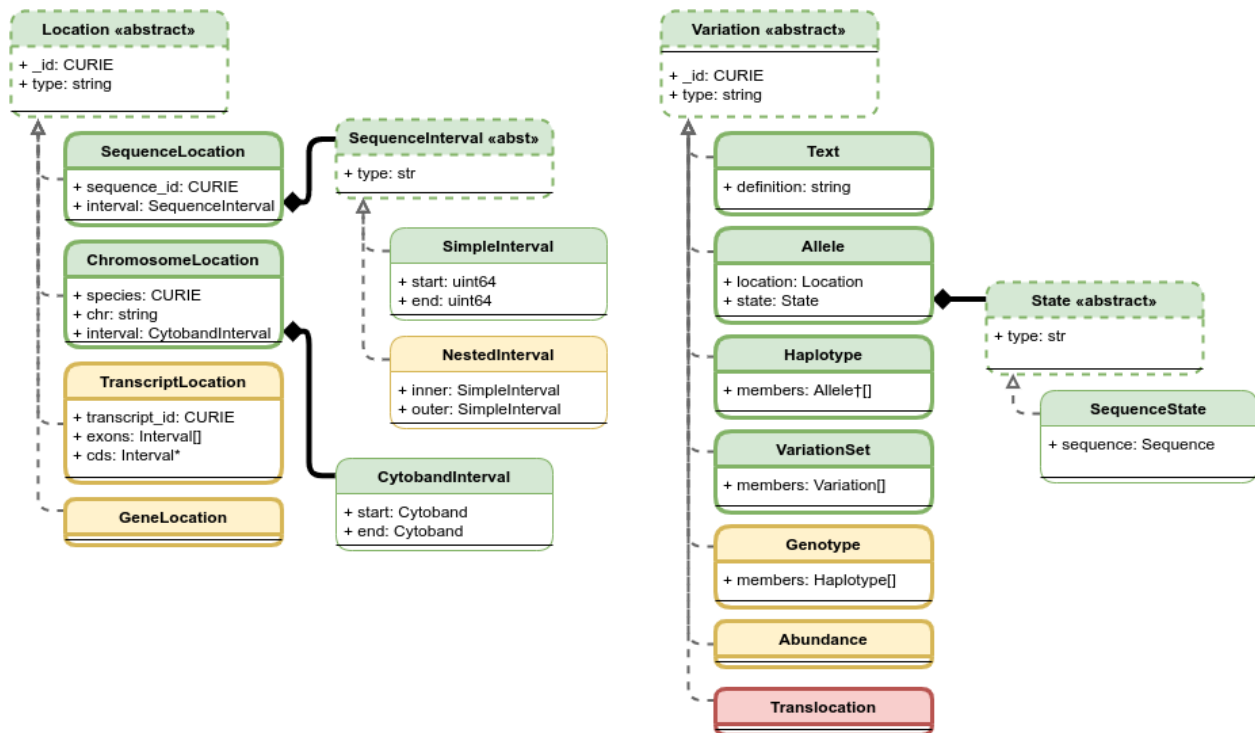 Location «abstract»
+ _id: CURIE
+ type: string
SequenceLocation
+ sequence_id: CURIE
+ interval: SequenceInterval
ChromosomeLocation
+ species: CURIE
+ chr: string
+ interval: CytobandInterval
TranscriptLocation
+ transcript_id: CURIE
+ exons: Interval[]
+ cds: Interval*
GeneLocation
SequenceInterval «abst»
+ type: str
SimpleInterval
+ start: uint64
+ end: uint64
NestedInterval
+ inner: SimpleInterval
+ outer: SimpleInterval
CytobandInterval
+ start: Cytoband
+ end: Cytoband
Variation «abstract»
+ _id: CURIE
+ type: string
Text
+ definition: string
Allele
+ location: Location
+ state: State
Haplotype
+ members: Allele†[]
VariationSet
+ members: Variation[]
Genotype
+ members: Haplotype[]
Abundance
Translocation
State «abstract»
+ type: str
SequenceState
+ sequence: Sequence